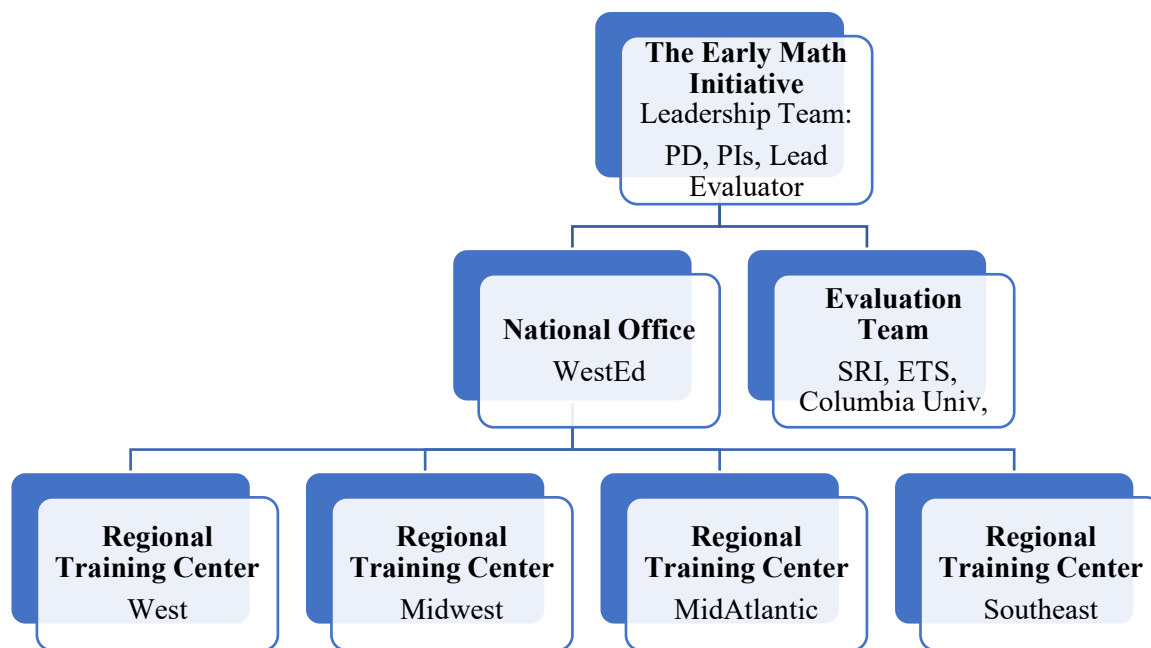 The Early Math
Initiative
Leadership Team:
PD, PIs, Lead
Evaluator
National Office
WestEd
Evaluation
Team
SRI, ETS,
Columbia Univ,
Regional
Training Center
West
Regional
Training Center
Midwest
Regional
Training Center
MidAtlantic
Regional
Training Center
Southeast